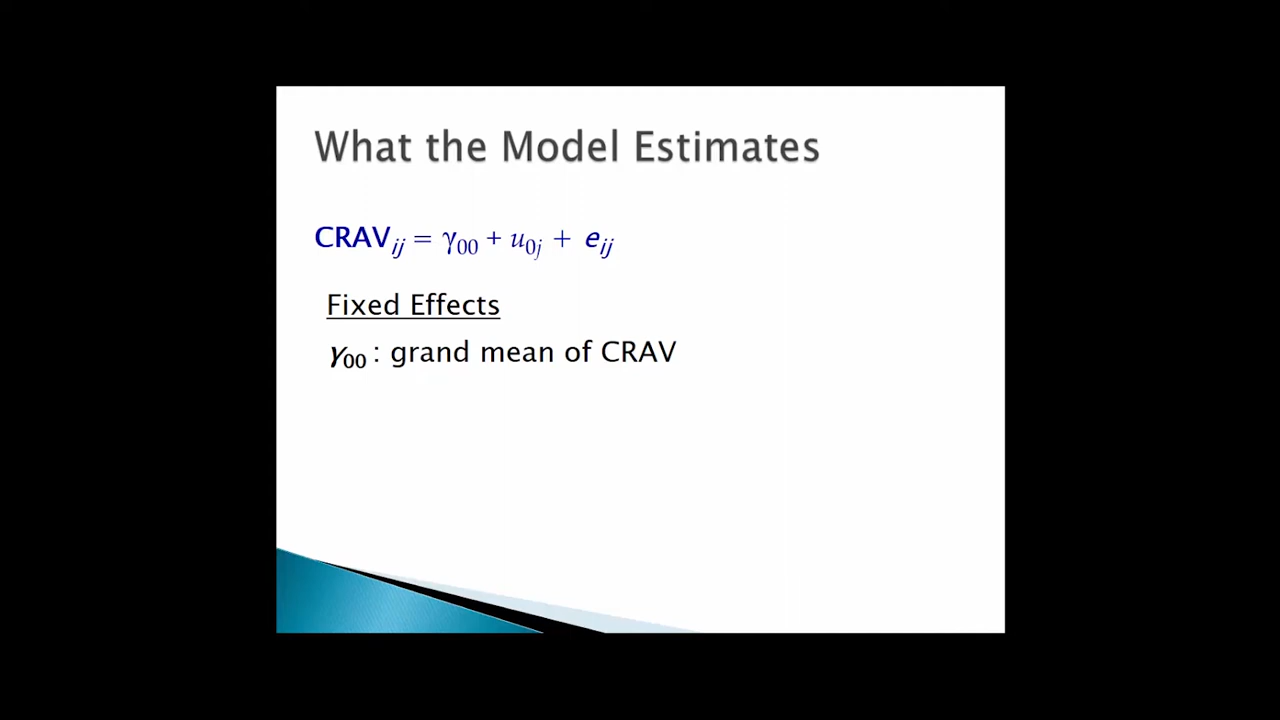 What the Model Estimates
CRAVij = γ00 + u0j + eij
Fixed Effects
γ00 : grand mean of CRAV